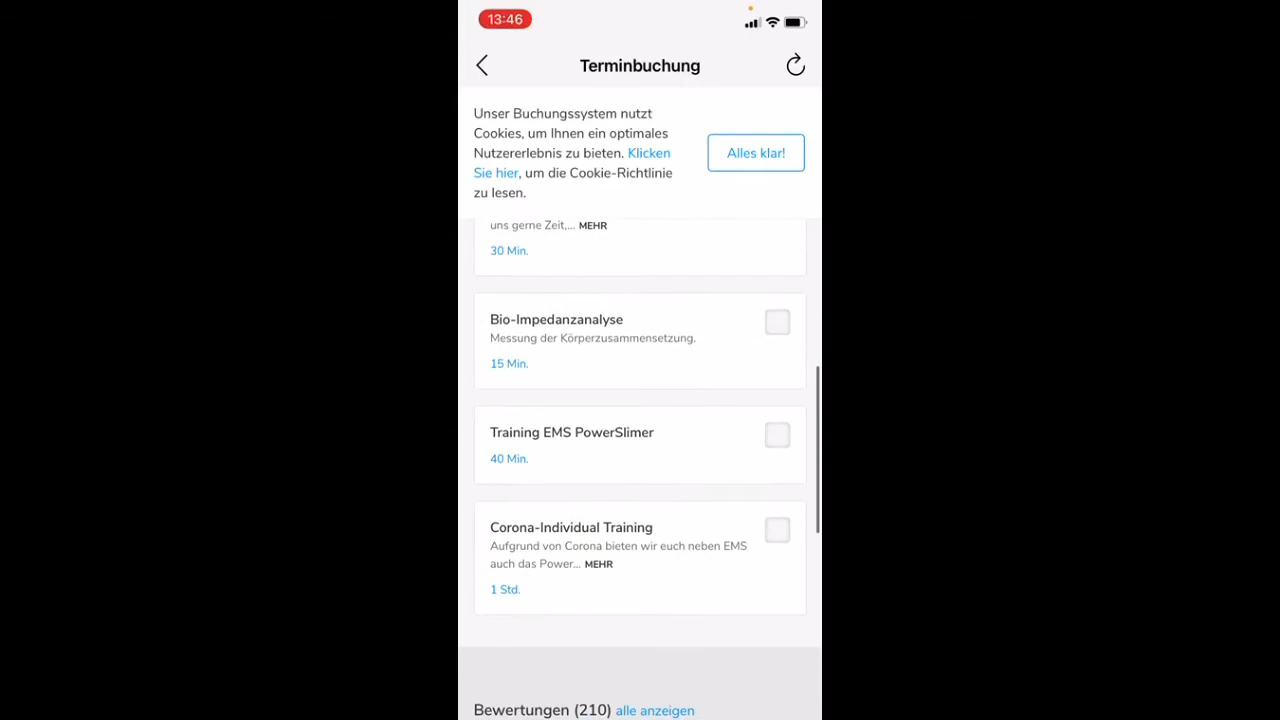 13:46
Terminbuchung
Unser Buchungssystem nutzt
Cookies, um Ihnen ein optimales
Nutzererlebnis zu bieten. Klicken
Sie hier, um die Cookie-Richtlinie
zu lesen.
Alles klar!
uns gerne Zeit,... MEHR
30 Min.
Bio-Impedanzanalyse
Messung der Körperzusammensetzung.
15 Min.
Training EMS PowerSlimer
40 Min.
Corona-Individual Training
Aufgrund von Corona bieten wir euch neben EMS
auch das Power... MEHR
1 Std.
Bewertungen (210) alle anzeigen